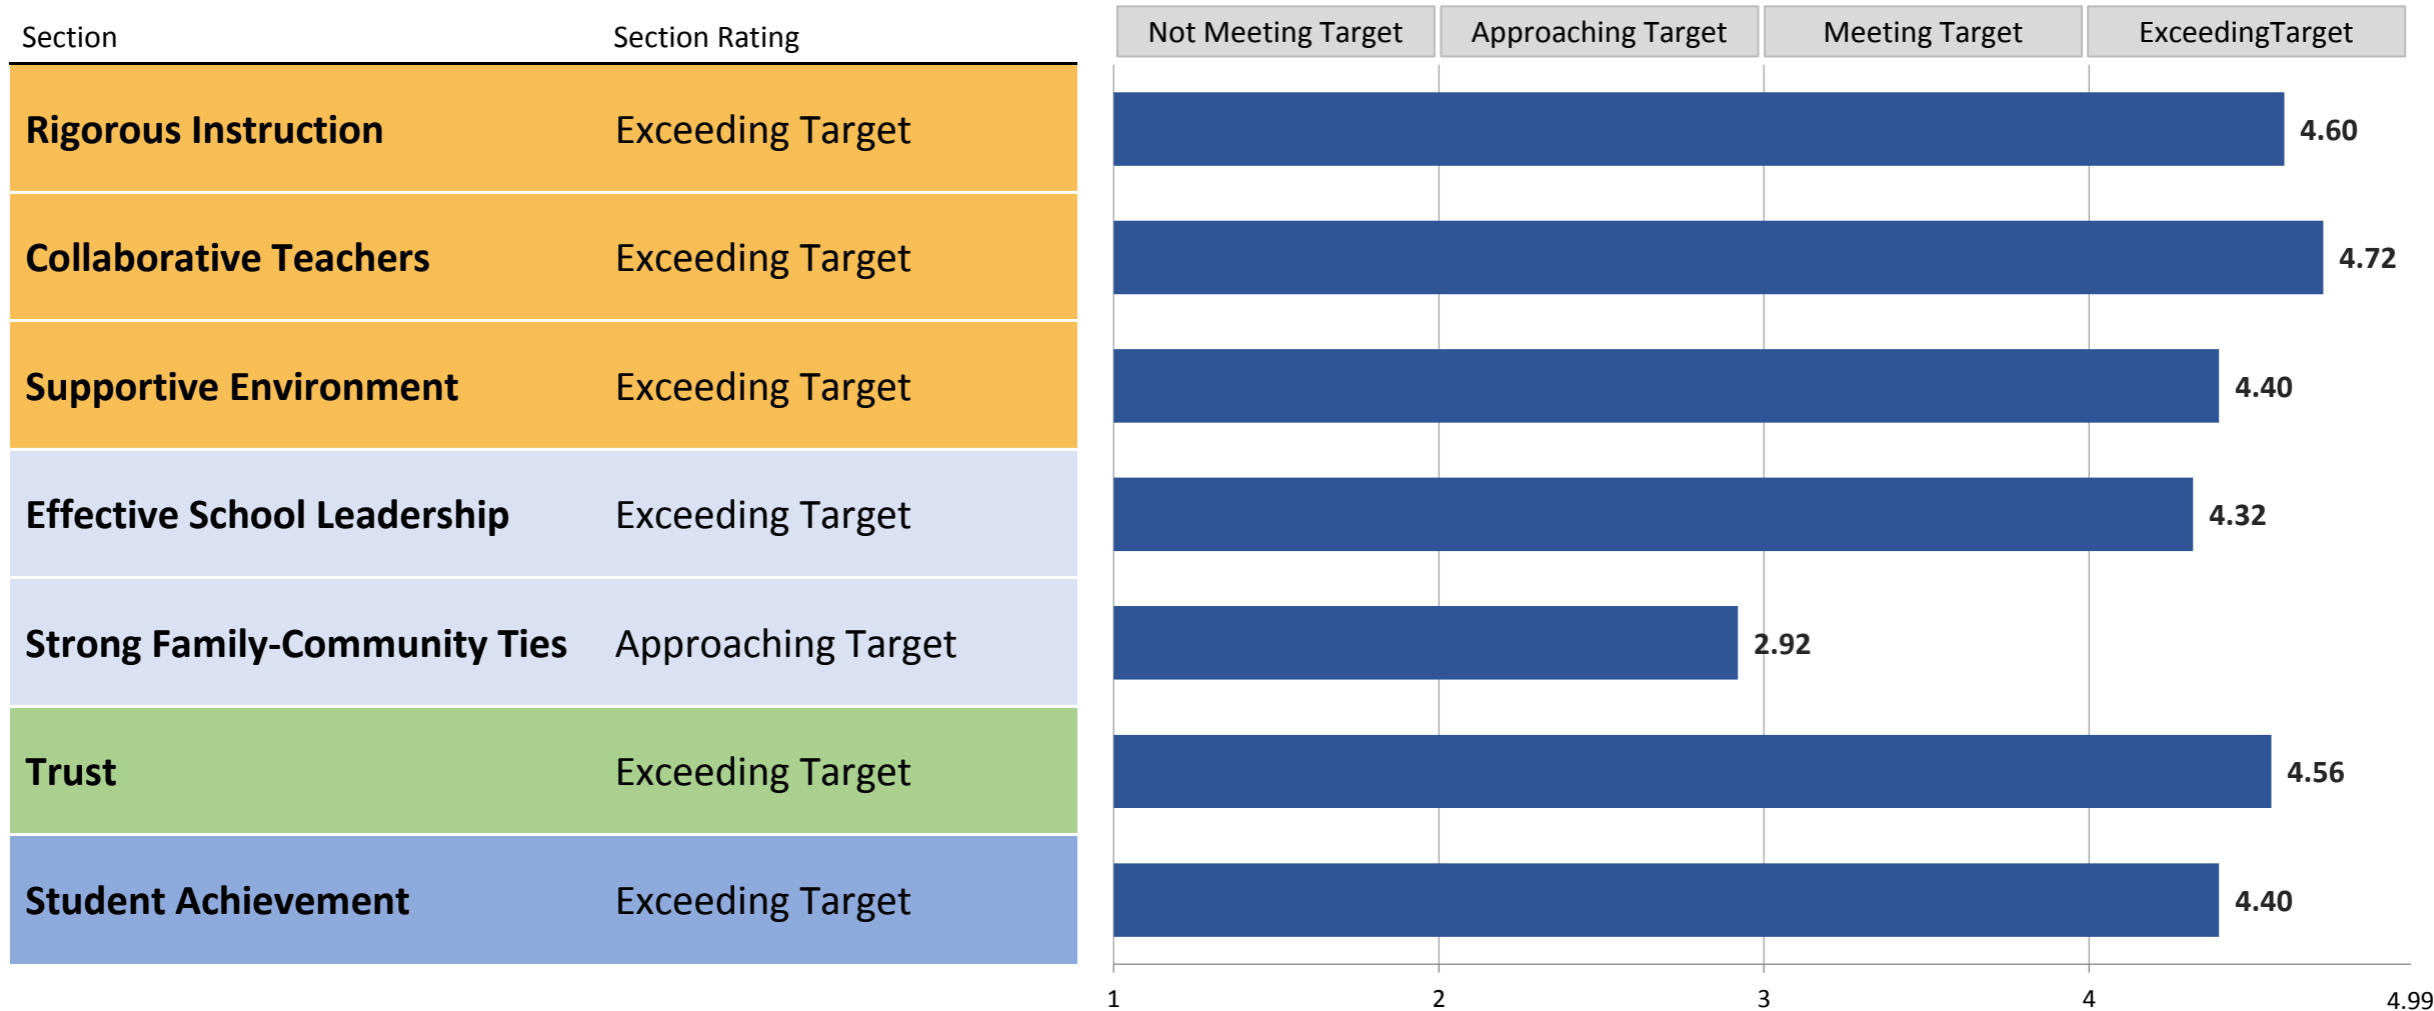 Section Section Rating Not Meeting Target Approaching Target Meeting Target ExceedingTarget
Rigorous Instruction Exceeding Target 4.60
Collaborative Teachers Exceeding Target 4.72
Supportive Environment Exceeding Target 4.40
Effective School Leadership Exceeding Target 4.32
Strong Family-Community Ties Approaching Target 2.92
Trust Exceeding Target 4.56
Student Achievement Exceeding Target 4.40
1 2 3 4 4.99